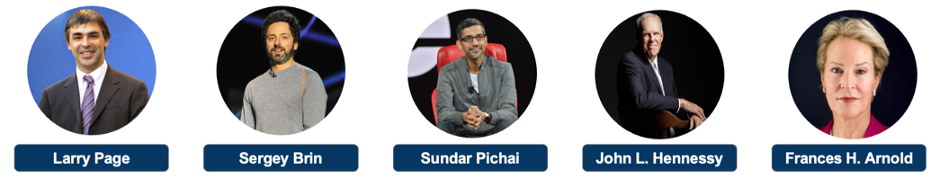 Larry Page
Sergey Brin
Sundar Pichai
John L. Hennessy
Frances H. Arnold